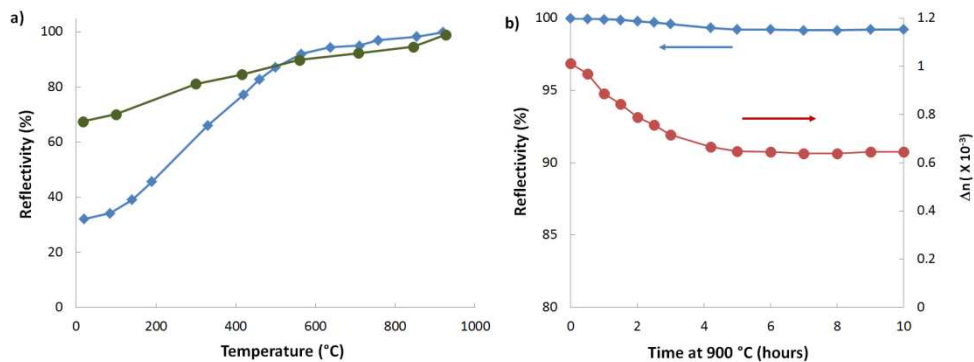 a)
Reflectivity (%)
100
80
60
40
20
0
0 200 400 600 800 1000
Temperature (°C)
b)
Reflectivity (%)
100
95
90
85
80
1.2
1
0.8
0.6
0.4
0.2
0
Δn ( X 10⁻³)
0 2 4 6 8 10
Time at 900 °C (hours)